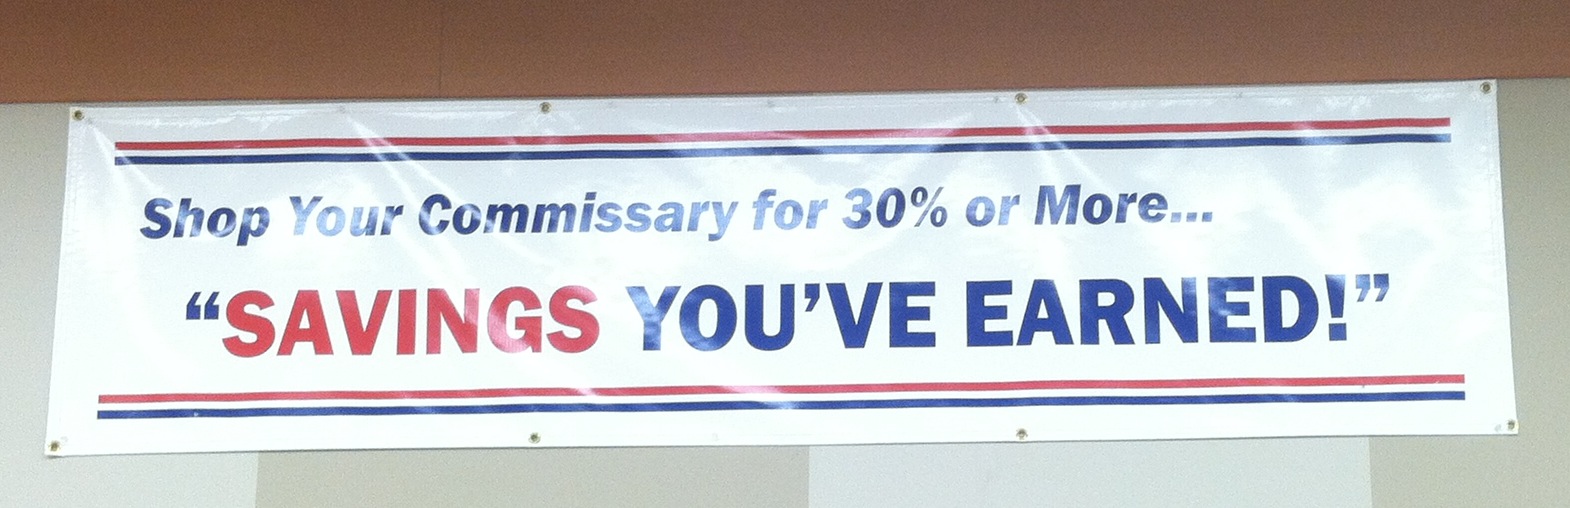 Shop Your Commissary for 30% or More...
“SAVINGS YOU’VE EARNED!”